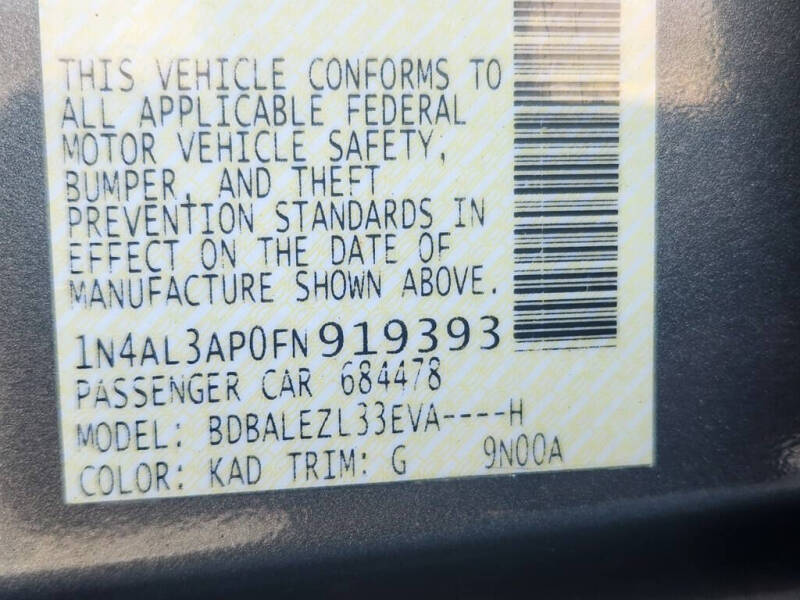 THIS VEHICLE CONFORMS TO
ALL APPLICABLE FEDERAL
MOTOR VEHICLE SAFETY,
BUMPER, AND THEFT
PREVENTION STANDARDS IN
EFFECT ON THE DATE OF
MANUFACTURE SHOWN ABOVE.
1N4AL3AP0FN919393
PASSENGER CAR 684478
MODEL: BDBALEZL33EVA----H
COLOR: KAD TRIM: G 9N00A